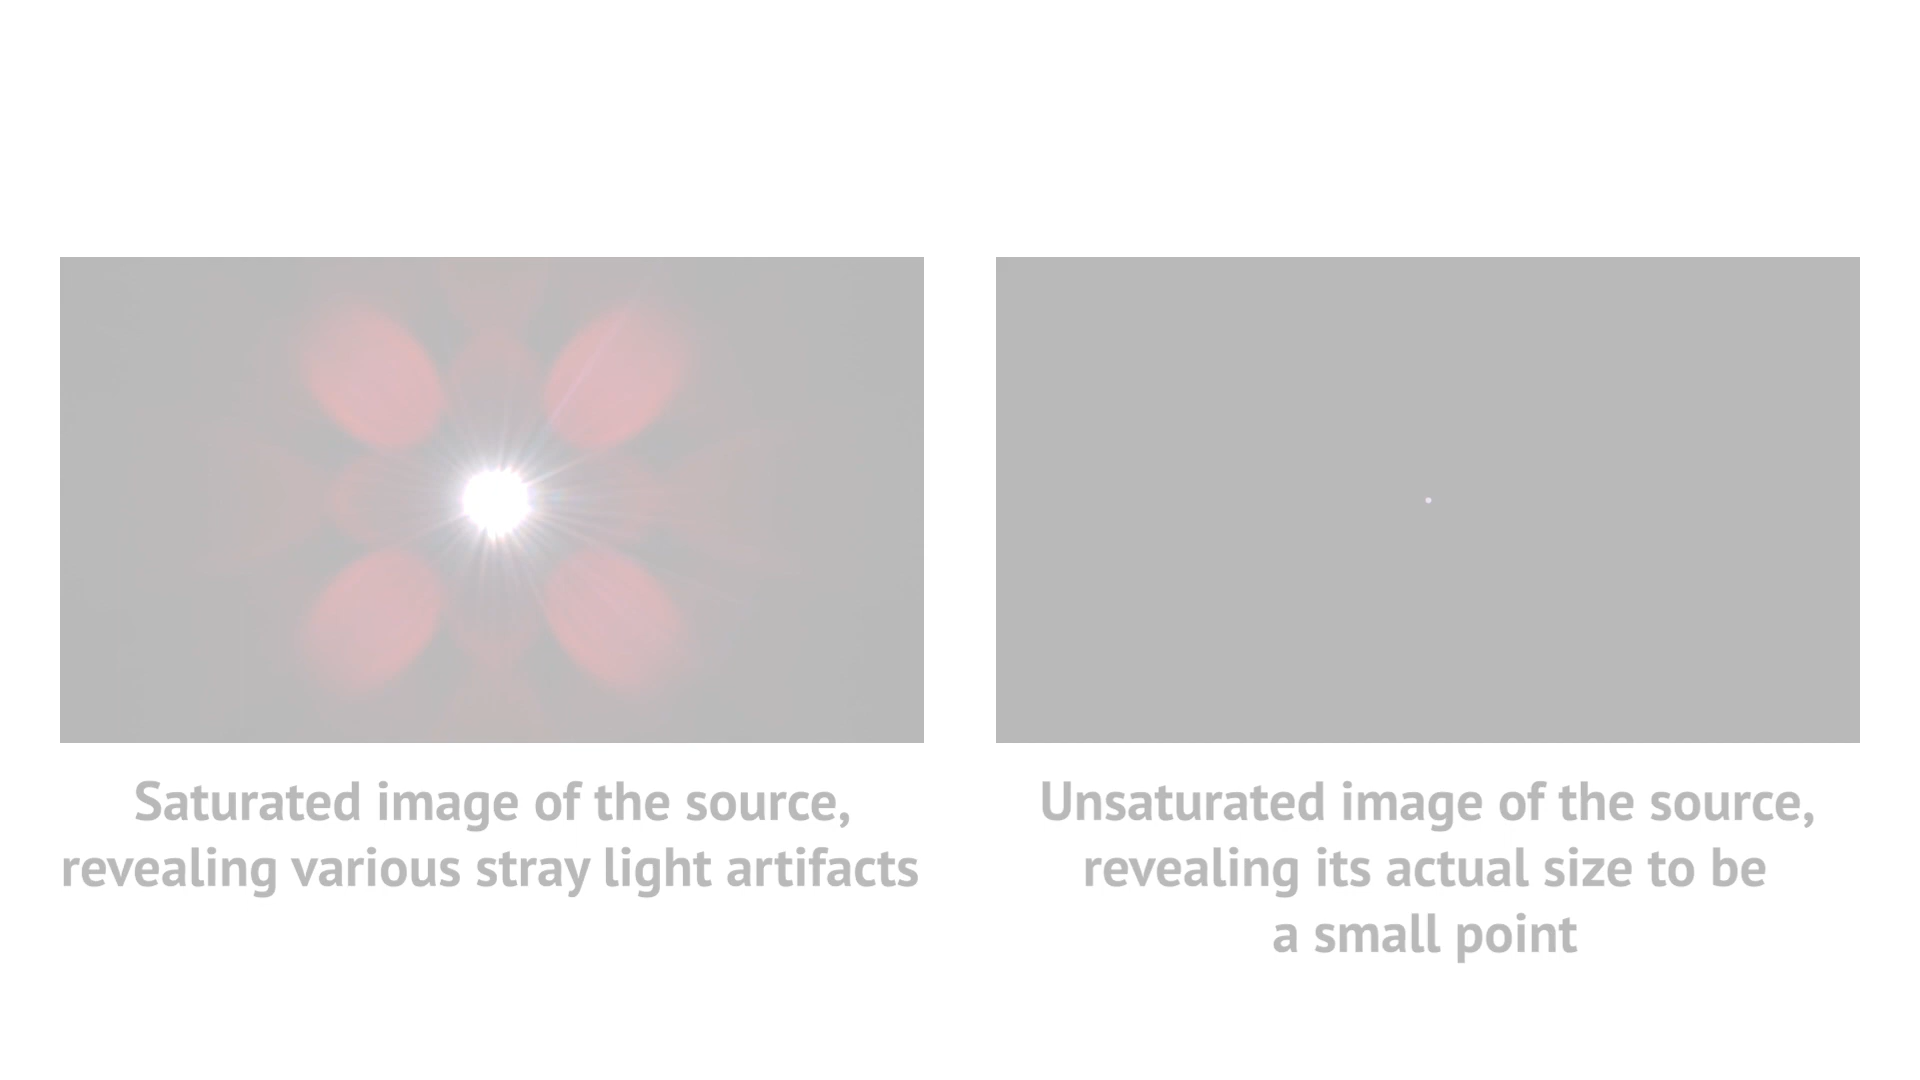 Saturated image of the source,
revealing various stray light artifacts
Unsaturated image of the source,
revealing its actual size to be
a small point